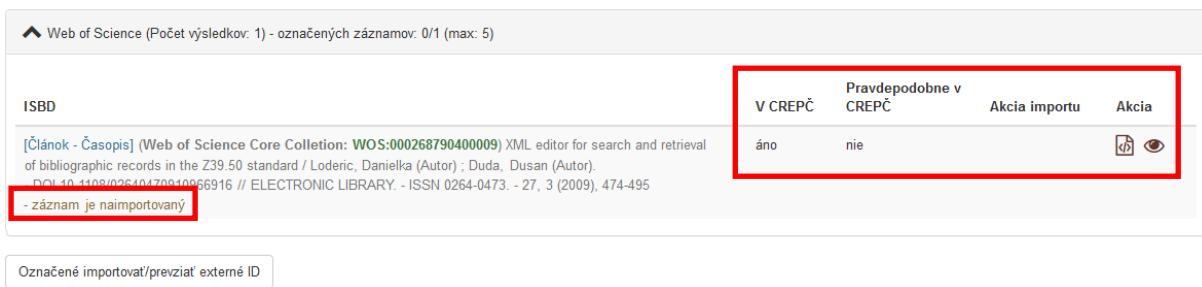 Web of Science (Počet výsledkov: 1) - označených záznamov: 0/1 (max: 5)
ISBD V CREPČ Pravdepodobne v CREPČ Akcia importu Akcia
[Článok - Časopis] (Web of Science Core Colletion: WOS:000268790400009) XML editor for search and retrieval áno nie
of bibliographic records in the Z39.50 standard / Loderic, Danielka (Autor) ; Duda, Dusan (Autor).
- DOI 10.1108/02640470910966916 // ELECTRONIC LIBRARY. - ISSN 0264-0473. - 27, 3 (2009), 474-495
- záznam je naimportovaný
Označené importovať/prevziať externé ID